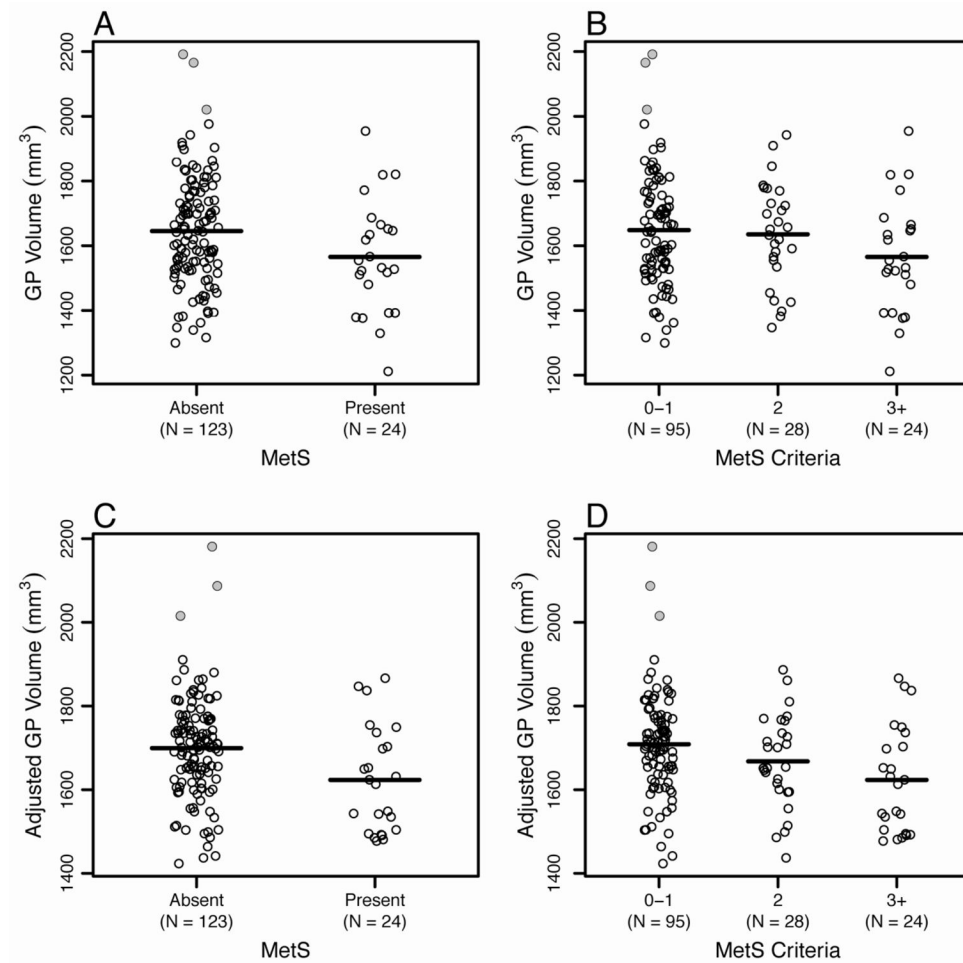 A
GP Volume (mm³)
2200
2000
1800
1600
1400
1200
Absent
(N = 123)
Present
(N = 24)
MetS
B
GP Volume (mm³)
2200
2000
1800
1600
1400
1200
0−1
(N = 95)
2
(N = 28)
3+
(N = 24)
MetS Criteria
C
Adjusted GP Volume (mm³)
2200
2000
1800
1600
1400
Absent
(N = 123)
Present
(N = 24)
MetS
D
Adjusted GP Volume (mm³)
2200
2000
1800
1600
1400
0−1
(N = 95)
2
(N = 28)
3+
(N = 24)
MetS Criteria